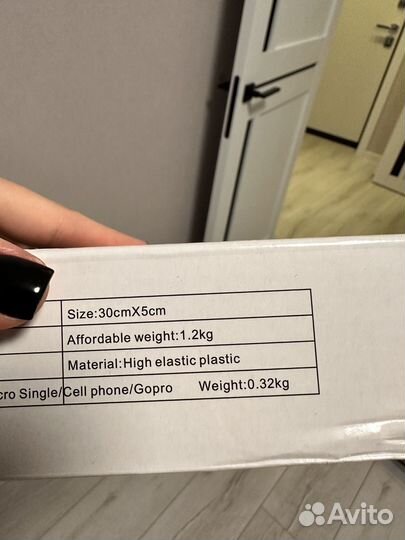 Size:30cmX5cm
Affordable weight:1.2kg
Material:High elastic plastic
cro Single/Cell phone/Gopro Weight:0.32kg
Avito